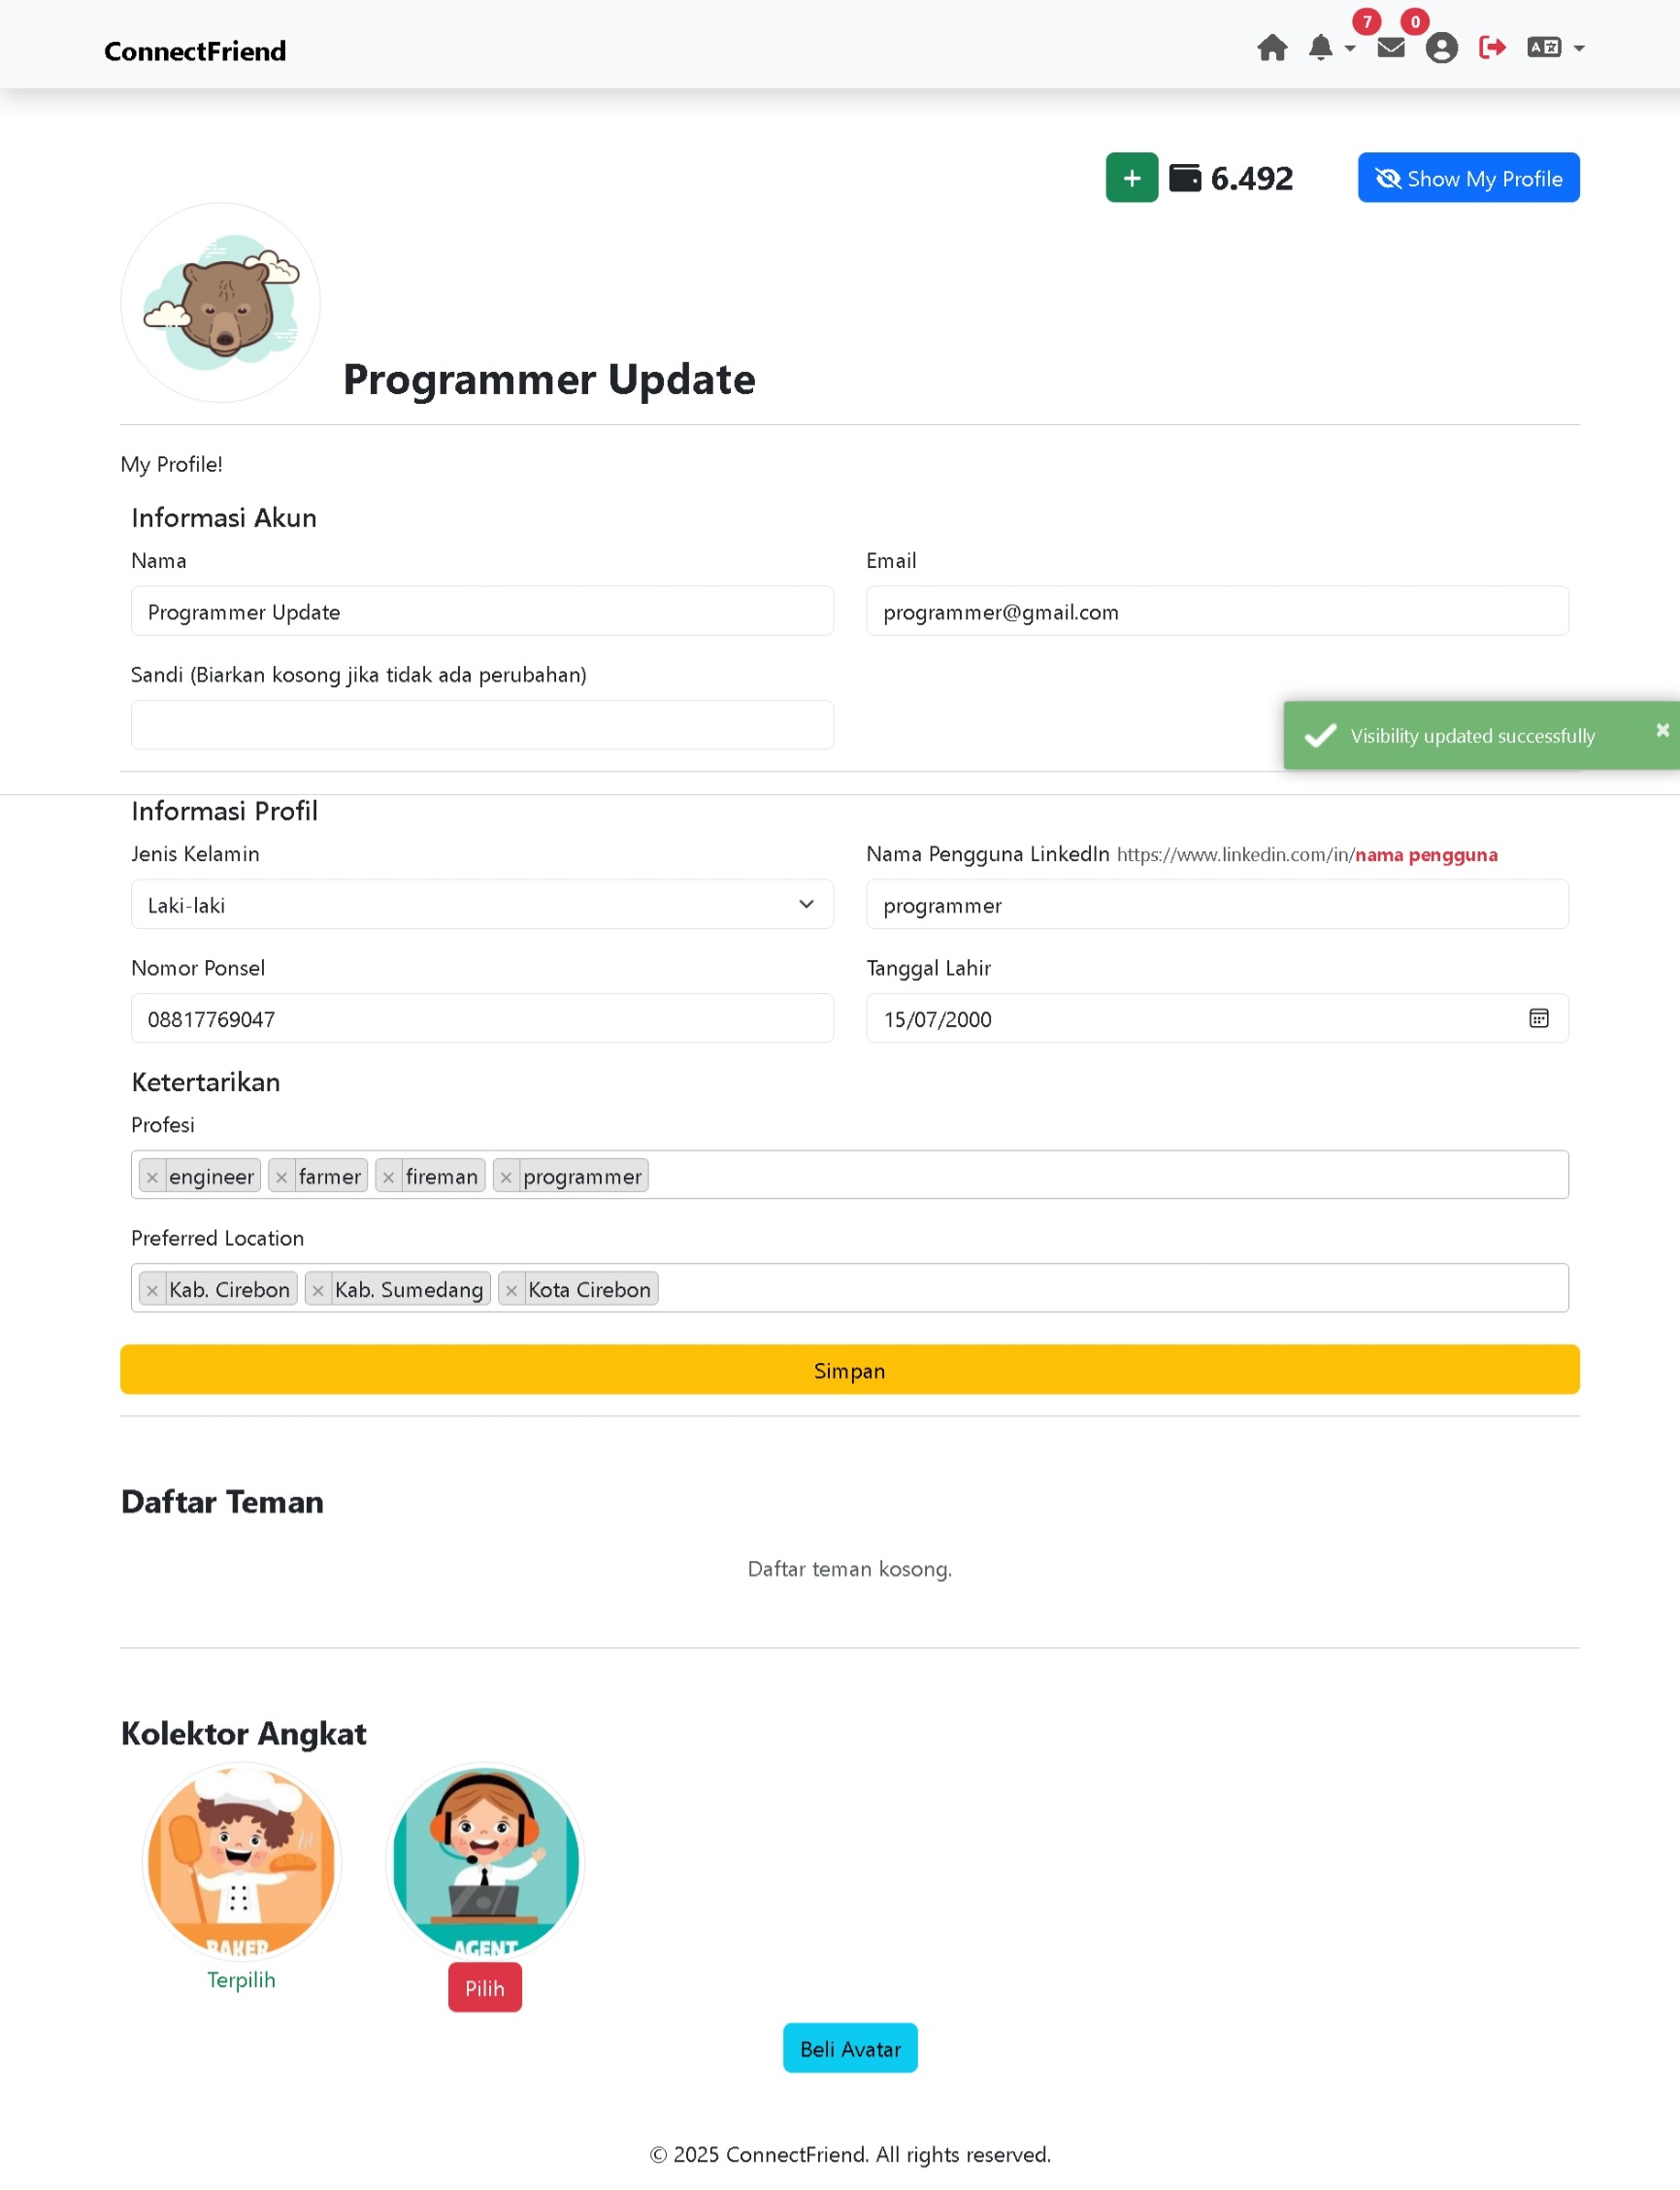 ConnectFriend
7
0
A
+ 6.492
Show My Profile
Programmer Update
My Profile!
Informasi Akun
Nama
Email
Programmer Update
programmer@gmail.com
Sandi (Biarkan kosong jika tidak ada perubahan)
Visibility updated successfully ×
Informasi Profil
Jenis Kelamin
Nama Pengguna LinkedIn https://www.linkedin.com/in/nama pengguna
Laki-laki
programmer
Nomor Ponsel
Tanggal Lahir
08817769047
15/07/2000
Ketertarikan
Profesi
× engineer × farmer × fireman × programmer
Preferred Location
× Kab. Cirebon × Kab. Sumedang × Kota Cirebon
Simpan
Daftar Teman
Daftar teman kosong.
Kolektor Angkat
BAKER
AGENT
Terpilih
Pilih
Beli Avatar
© 2025 ConnectFriend. All rights reserved.